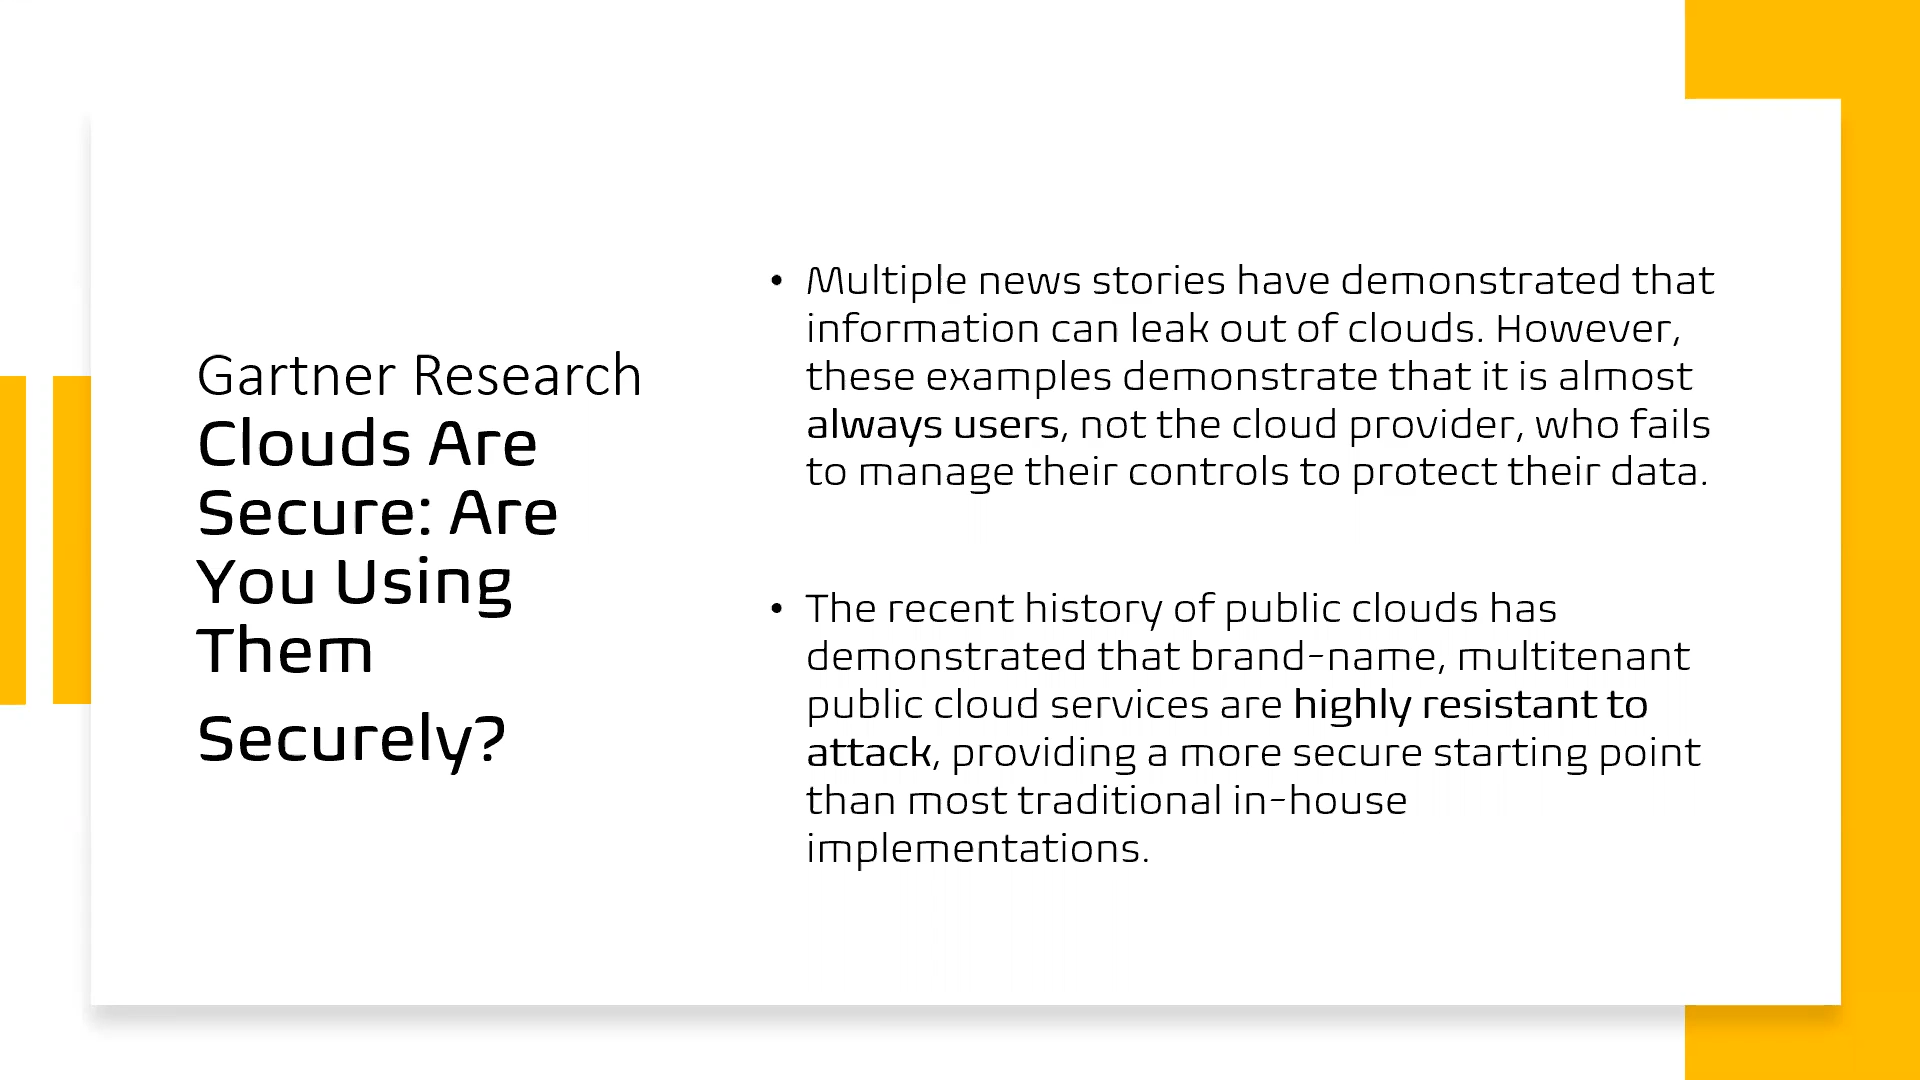 Gartner Research
Clouds Are
Secure: Are
You Using
Them
Securely?
• Multiple news stories have demonstrated that
information can leak out of clouds. However,
these examples demonstrate that it is almost
always users, not the cloud provider, who fails
to manage their controls to protect their data.
• The recent history of public clouds has
demonstrated that brand-name, multitenant
public cloud services are highly resistant to
attack, providing a more secure starting point
than most traditional in-house
implementations.